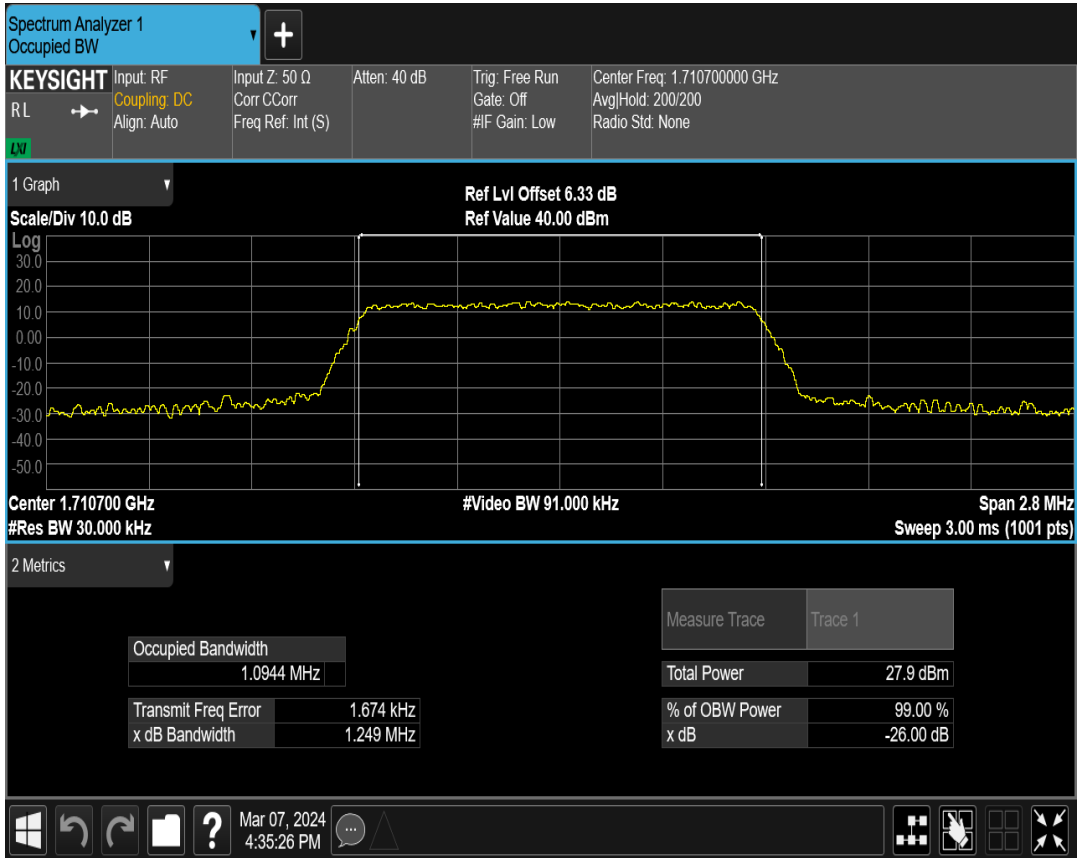 Spectrum Analyzer 1
Occupied BW
KEYSIGHT
RL
LXI
Input: RF
Coupling: DC
Align: Auto
Input Z: 50 Ω
Corr CCorr
Freq Ref: Int (S)
Atten: 40 dB
Trig: Free Run
Gate: Off
#IF Gain: Low
Center Freq: 1.710700000 GHz
Avg|Hold: 200/200
Radio Std: None
1 Graph
Scale/Div 10.0 dB
Ref Lvl Offset 6.33 dB
Ref Value 40.00 dBm
Log
30.0
20.0
10.0
0.00
-10.0
-20.0
-30.0
-40.0
-50.0
Center 1.710700 GHz
#Video BW 91.000 kHz
Span 2.8 MHz
#Res BW 30.000 kHz
Sweep 3.00 ms (1001 pts)
2 Metrics
Measure Trace Trace 1
Occupied Bandwidth
1.0944 MHz
Total Power 27.9 dBm
Transmit Freq Error 1.674 kHz
% of OBW Power 99.00 %
x dB Bandwidth 1.249 MHz
x dB -26.00 dB
?
Mar 07, 2024
4:35:26 PM